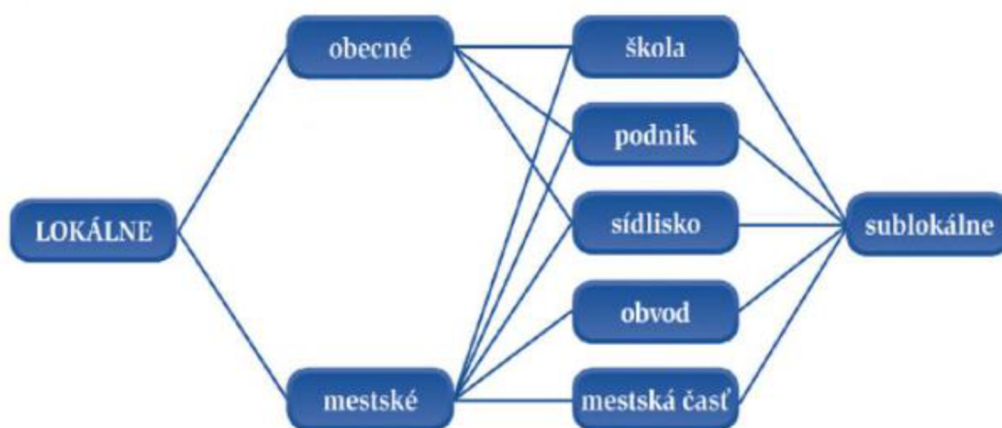 obecné
škola
podnik
LOKÁLNE
sídlisko
sublokálne
obvod
mestské
mestská časť